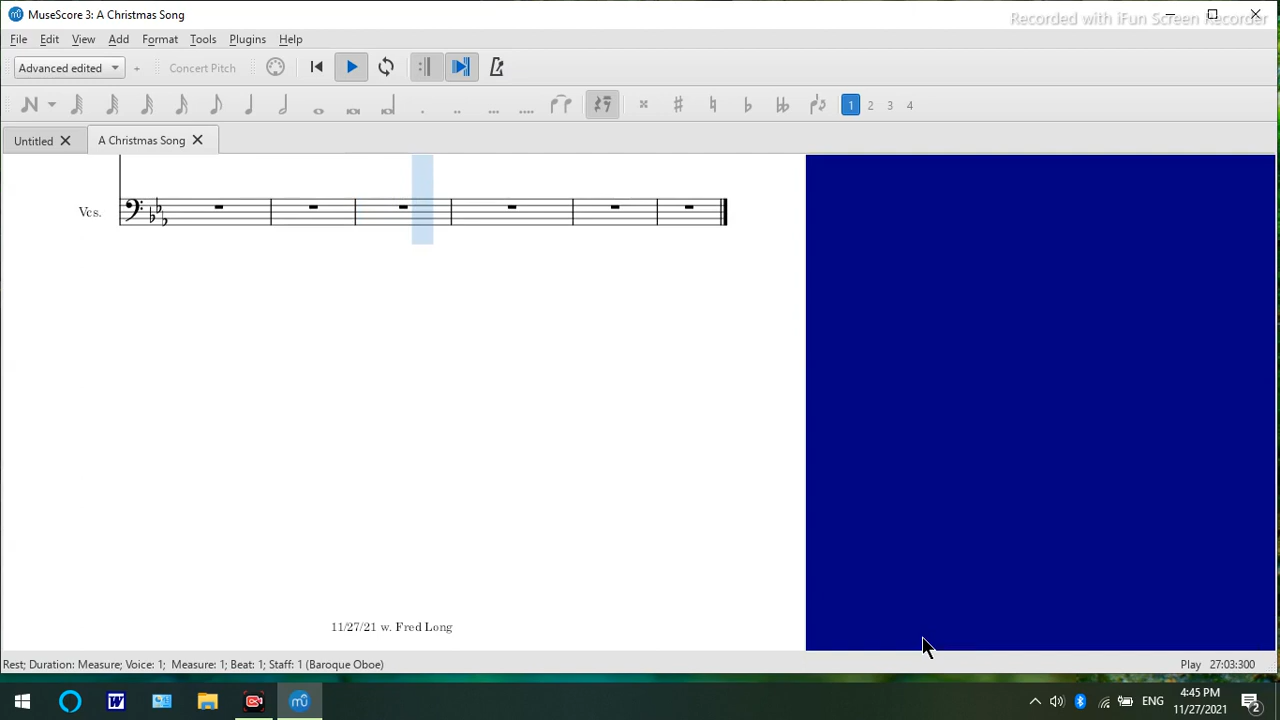 MuseScore 3: A Christmas Song
Recorded with iFun Screen Recorder
File Edit View Add Format Tools Plugins Help
Advanced edited Concert Pitch
1 2 3 4
Untitled A Christmas Song
Vcs.
11/27/21 w. Fred Long
Rest; Duration: Measure; Voice: 1; Measure: 1; Beat: 1; Staff: 1 (Baroque Oboe) Play 27:03:300
ENG 4:45 PM
11/27/2021 2